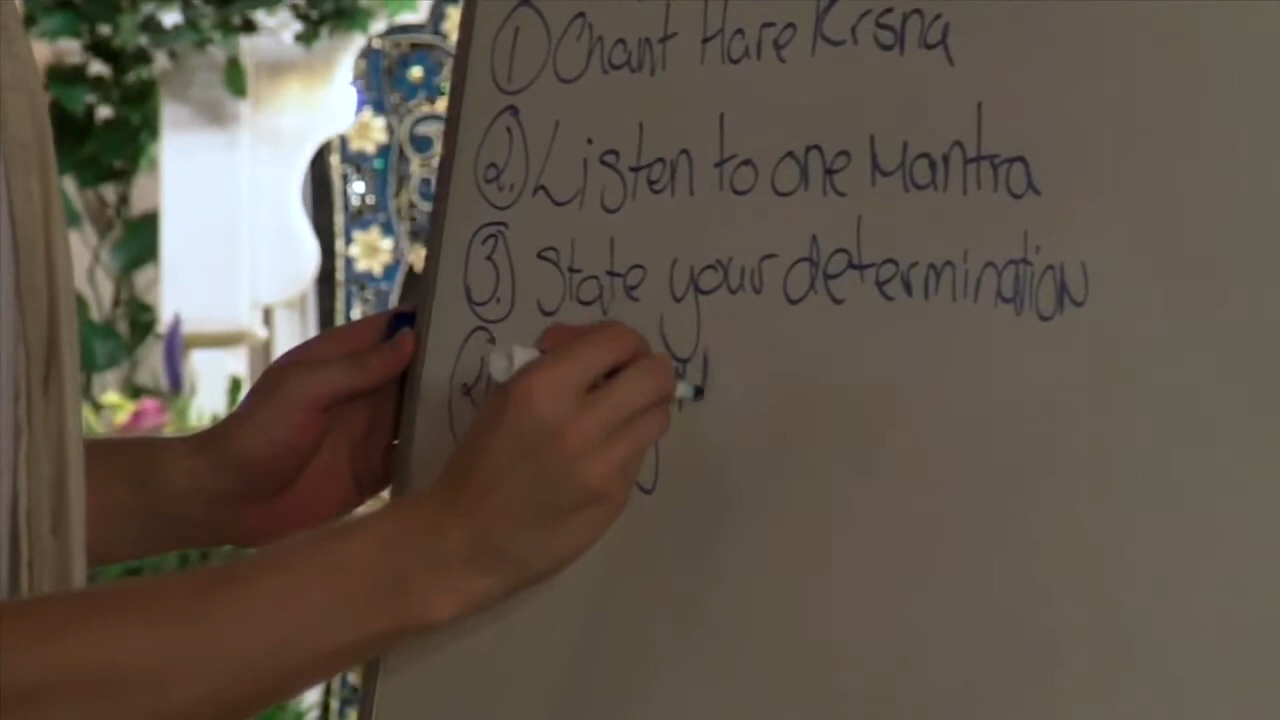 ① Chant Hare Krsna
②. Listen to one Mantra
③. State your determination